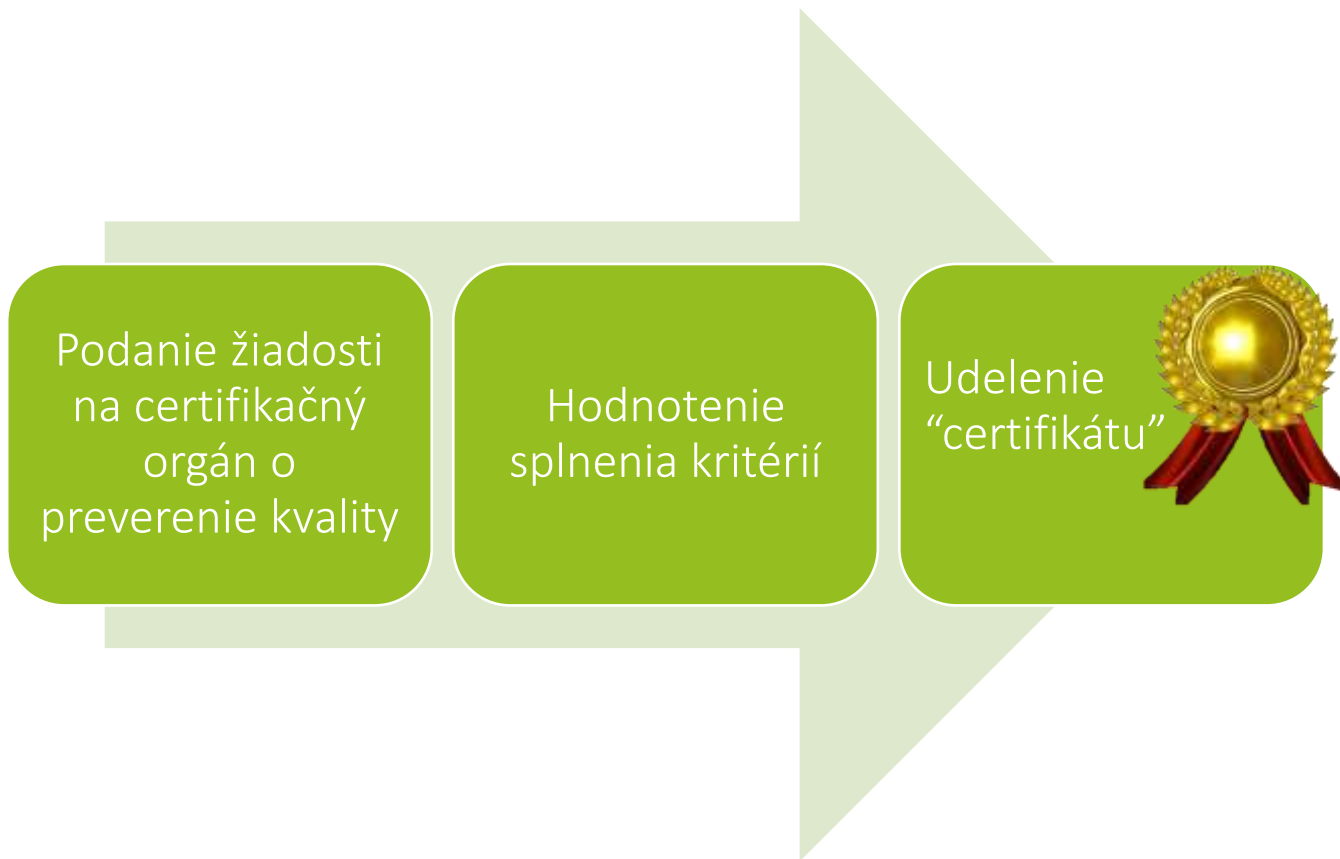 Podanie žiadosti
na certifikačný
orgán o
preverenie kvality
Hodnotenie
splnenia kritérií
Udelenie
“certifikátu”